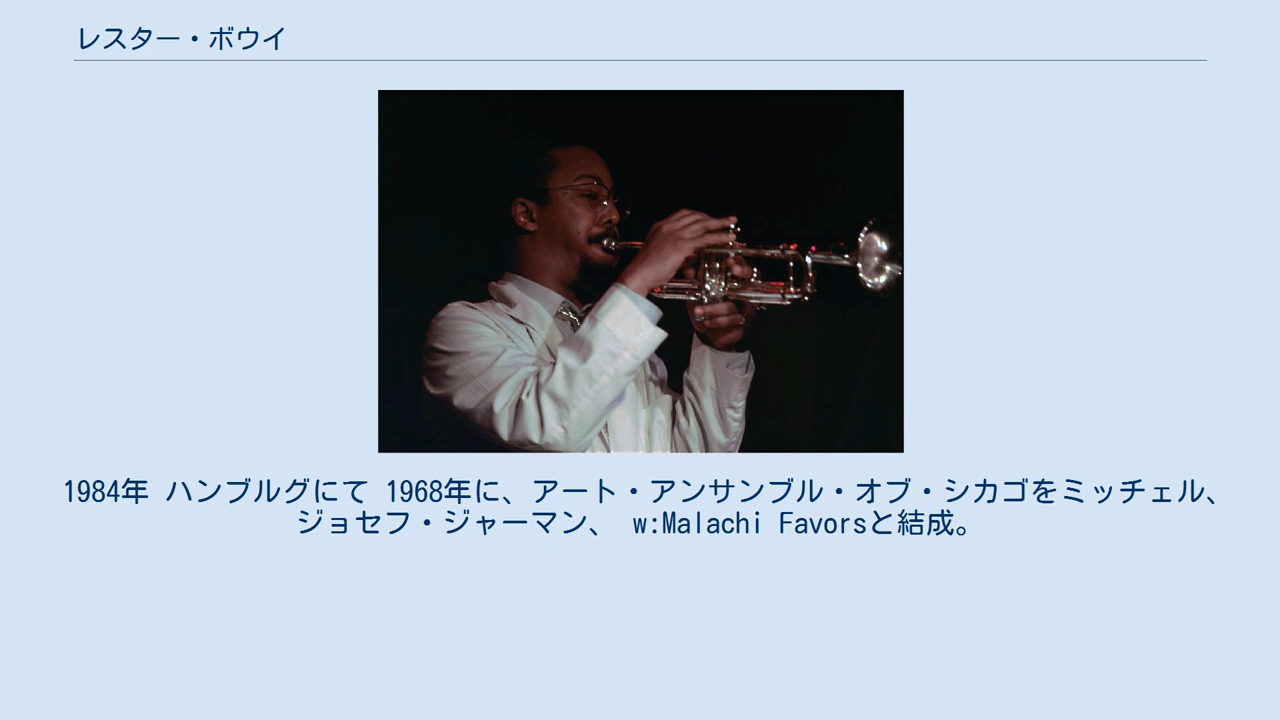 レスター・ボウイ
1984年 ハンブルグにて 1968年に、アート・アンサンブル・オブ・シカゴをミッチェル、
ジョセフ・ジャーマン、 w:Malachi Favorsと結成。